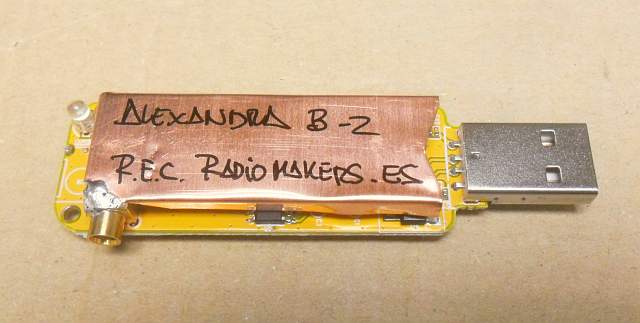 ALEXANDRA B-2
R.E.C. RADIOMAKERS.ES